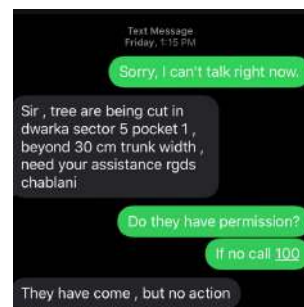 Text Message
Friday, 1:15 PM
Sorry, I can't talk right now.
Sir , tree are being cut in
dwarka sector 5 pocket 1 ,
beyond 30 cm trunk width ,
need your assistance rgds
chablani
Do they have permission?
If no call 100
They have come , but no action